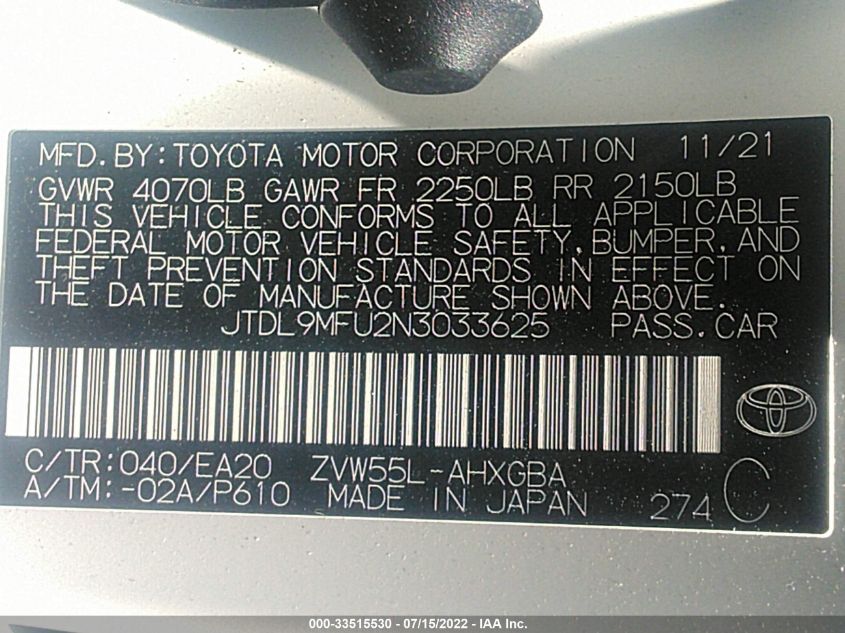 MFD. BY: TOYOTA MOTOR CORPORATION 11/21
GVWR 4070LB GAWR FR 2250LB RR 2150LB
THIS VEHICLE CONFORMS TO ALL APPLICABLE
FEDERAL MOTOR VEHICLE SAFETY, BUMPER, AND
THEFT PREVENTION STANDARDS IN EFFECT ON
THE DATE OF MANUFACTURE SHOWN ABOVE.
JTDL9MFU2N3033625 PASS. CAR
C/TR: 040/EA20 ZVW55L-AHXGBA
A/TM: -02A/P610 MADE IN JAPAN 274 C
000-33515530 - 07/15/2022 - IAA Inc.